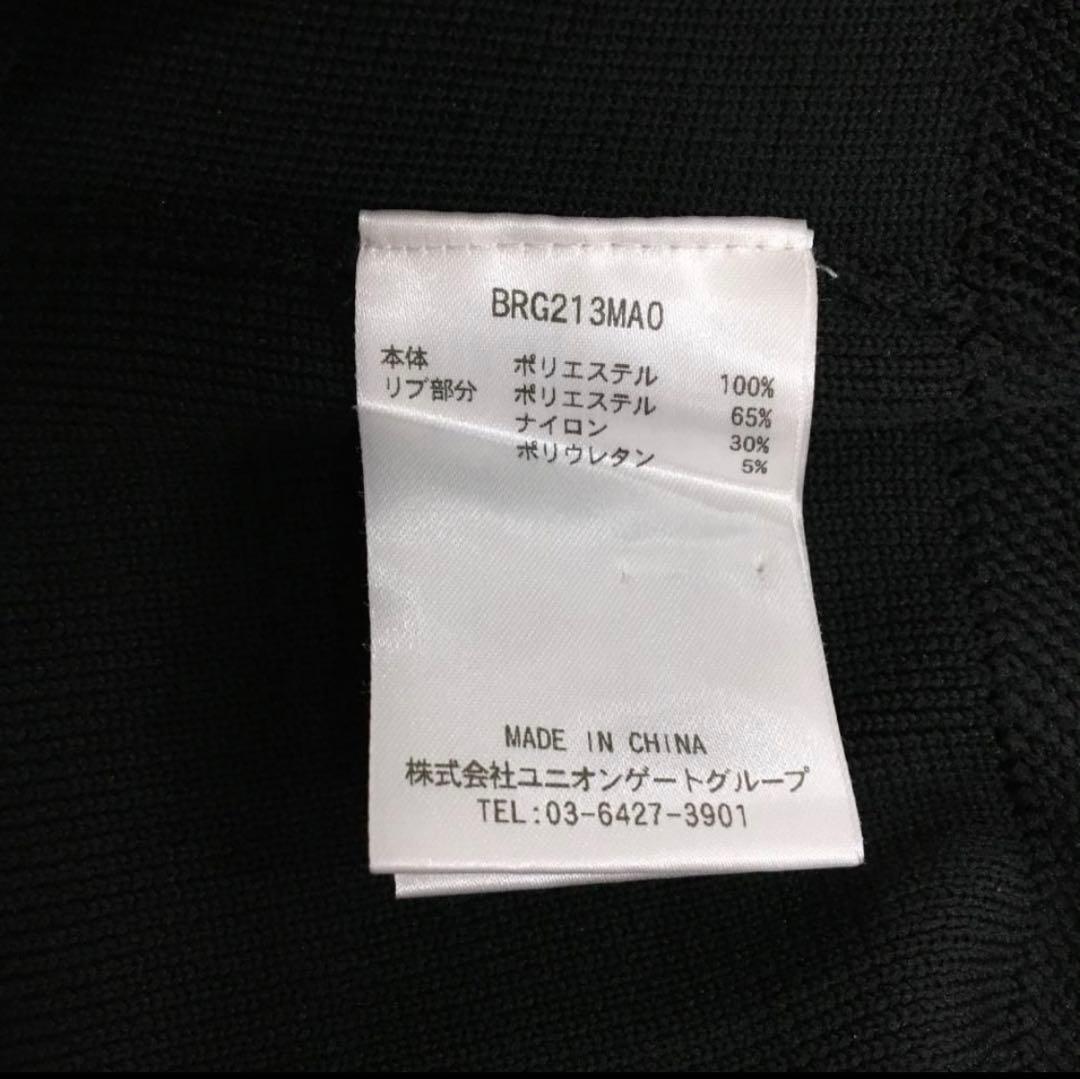 BRG213MA0
本体 ポリエステル 100%
リブ部分 ポリエステル 65%
ナイロン 30%
ポリウレタン 5%
MADE IN CHINA
株式会社ユニオンゲートグループ
TEL:03-6427-3901